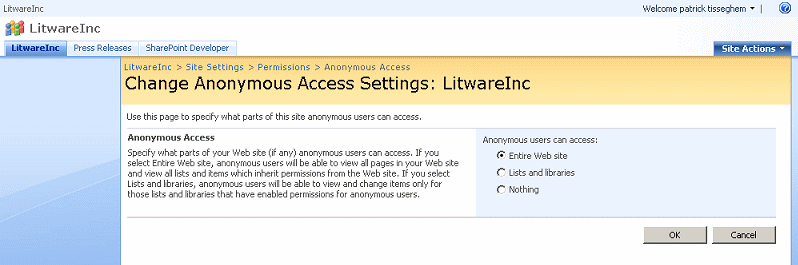 LitwareInc
Welcome patrick tisseghem
LitwareInc
LitwareInc
Press Releases
SharePoint Developer
Site Actions
LitwareInc > Site Settings > Permissions > Anonymous Access
Change Anonymous Access Settings: LitwareInc
Use this page to specify what parts of this site anonymous users can access.
Anonymous Access
Specify what parts of your Web site (if any) anonymous users can access. If you
select Entire Web site, anonymous users will be able to view all pages in your Web site
and view all lists and items which inherit permissions from the Web site. If you select
Lists and libraries, anonymous users will be able to view and change items only for
those lists and libraries that have enabled permissions for anonymous users.
Anonymous users can access:
Entire Web site
Lists and libraries
Nothing
OK
Cancel